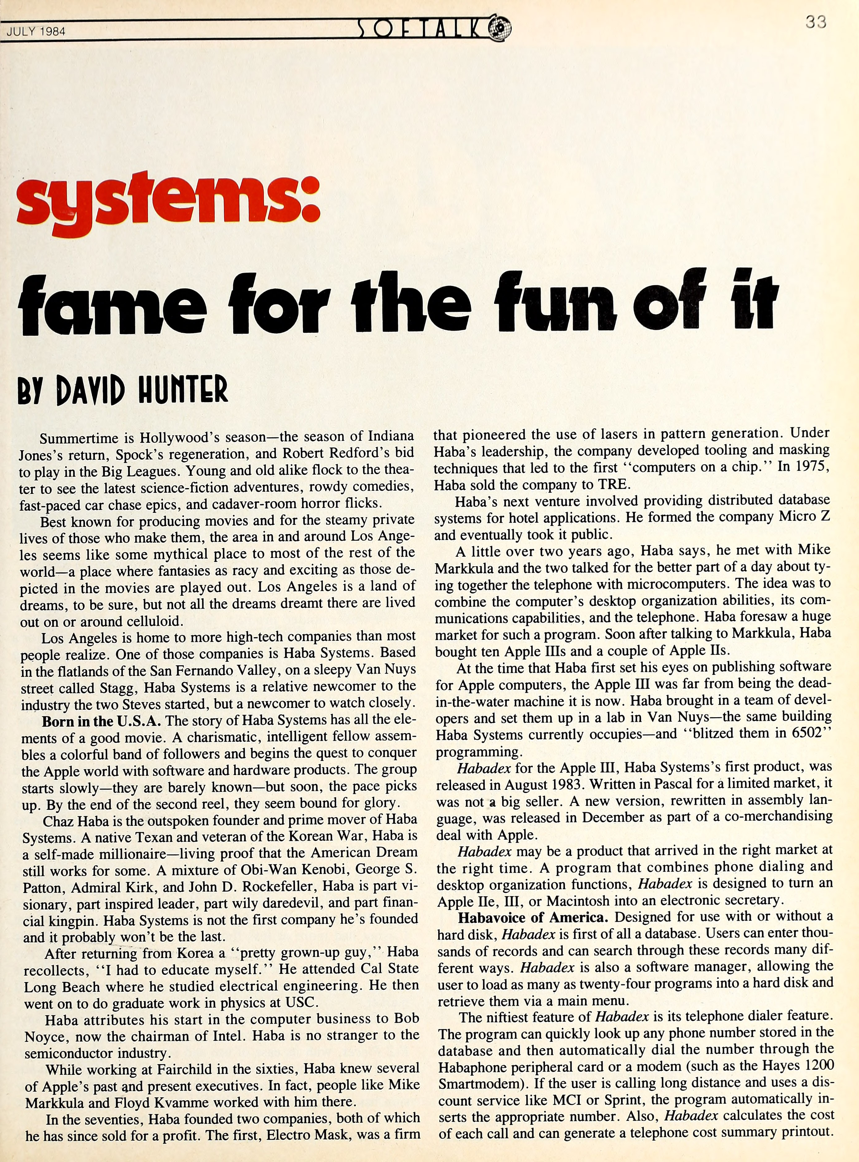 JULY 1984
SOFTALK
33
systems:
fame for the fun of it
BY DAVID HUNTER
Summertime is Hollywood's season—the season of Indiana
Jones's return, Spock's regeneration, and Robert Redford's bid
to play in the Big Leagues. Young and old alike flock to the thea-
ter to see the latest science-fiction adventures, rowdy comedies,
fast-paced car chase epics, and cadaver-room horror flicks.
Best known for producing movies and for the steamy private
lives of those who make them, the area in and around Los Ange-
les seems like some mythical place to most of the rest of the
world—a place where fantasies as racy and exciting as those de-
picted in the movies are played out. Los Angeles is a land of
dreams, to be sure, but not all the dreams dreamt there are lived
out on or around celluloid.
Los Angeles is home to more high-tech companies than most
people realize. One of those companies is Haba Systems. Based
in the flatlands of the San Fernando Valley, on a sleepy Van Nuys
street called Stagg, Haba Systems is a relative newcomer to the
industry the two Steves started, but a newcomer to watch closely.
Born in the U.S.A. The story of Haba Systems has all the ele-
ments of a good movie. A charismatic, intelligent fellow assem-
bles a colorful band of followers and begins the quest to conquer
the Apple world with software and hardware products. The group
starts slowly—they are barely known—but soon, the pace picks
up. By the end of the second reel, they seem bound for glory.
Chaz Haba is the outspoken founder and prime mover of Haba
Systems. A native Texan and veteran of the Korean War, Haba is
a self-made millionaire—living proof that the American Dream
still works for some. A mixture of Obi-Wan Kenobi, George S.
Patton, Admiral Kirk, and John D. Rockefeller, Haba is part vi-
sionary, part inspired leader, part wily daredevil, and part finan-
cial kingpin. Haba Systems is not the first company he's founded
and it probably won't be the last.
After returning from Korea a "pretty grown-up guy," Haba
recollects, "I had to educate myself." He attended Cal State
Long Beach where he studied electrical engineering. He then
went on to do graduate work in physics at USC.
Haba attributes his start in the computer business to Bob
Noyce, now the chairman of Intel. Haba is no stranger to the
semiconductor industry.
While working at Fairchild in the sixties, Haba knew several
of Apple's past and present executives. In fact, people like Mike
Markkula and Floyd Kvamme worked with him there.
In the seventies, Haba founded two companies, both of which
he has since sold for a profit. The first, Electro Mask, was a firm
that pioneered the use of lasers in pattern generation. Under
Haba's leadership, the company developed tooling and masking
techniques that led to the first "computers on a chip." In 1975,
Haba sold the company to TRE.
Haba's next venture involved providing distributed database
systems for hotel applications. He formed the company Micro Z
and eventually took it public.
A little over two years ago, Haba says, he met with Mike
Markkula and the two talked for the better part of a day about ty-
ing together the telephone with microcomputers. The idea was to
combine the computer's desktop organization abilities, its com-
munications capabilities, and the telephone. Haba foresaw a huge
market for such a program. Soon after talking to Markkula, Haba
bought ten Apple IIIs and a couple of Apple IIs.
At the time that Haba first set his eyes on publishing software
for Apple computers, the Apple III was far from being the dead-
in-the-water machine it is now. Haba brought in a team of devel-
opers and set them up in a lab in Van Nuys—the same building
Haba Systems currently occupies—and "blitzed them in 6502"
programming.
Habadex for the Apple III, Haba Systems's first product, was
released in August 1983. Written in Pascal for a limited market, it
was not a big seller. A new version, rewritten in assembly lan-
guage, was released in December as part of a co-merchandising
deal with Apple.
Habadex may be a product that arrived in the right market at
the right time. A program that combines phone dialing and
desktop organization functions, Habadex is designed to turn an
Apple IIe, III, or Macintosh into an electronic secretary.
Habavoice of America. Designed for use with or without a
hard disk, Habadex is first of all a database. Users can enter thou-
sands of records and can search through these records many dif-
ferent ways. Habadex is also a software manager, allowing the
user to load as many as twenty-four programs into a hard disk and
retrieve them via a main menu.
The niftiest feature of Habadex is its telephone dialer feature.
The program can quickly look up any phone number stored in the
database and then automatically dial the number through the
Habaphone peripheral card or a modem (such as the Hayes 1200
Smartmodem). If the user is calling long distance and uses a dis-
count service like MCI or Sprint, the program automatically in-
serts the appropriate number. Also, Habadex calculates the cost
of each call and can generate a telephone cost summary printout.